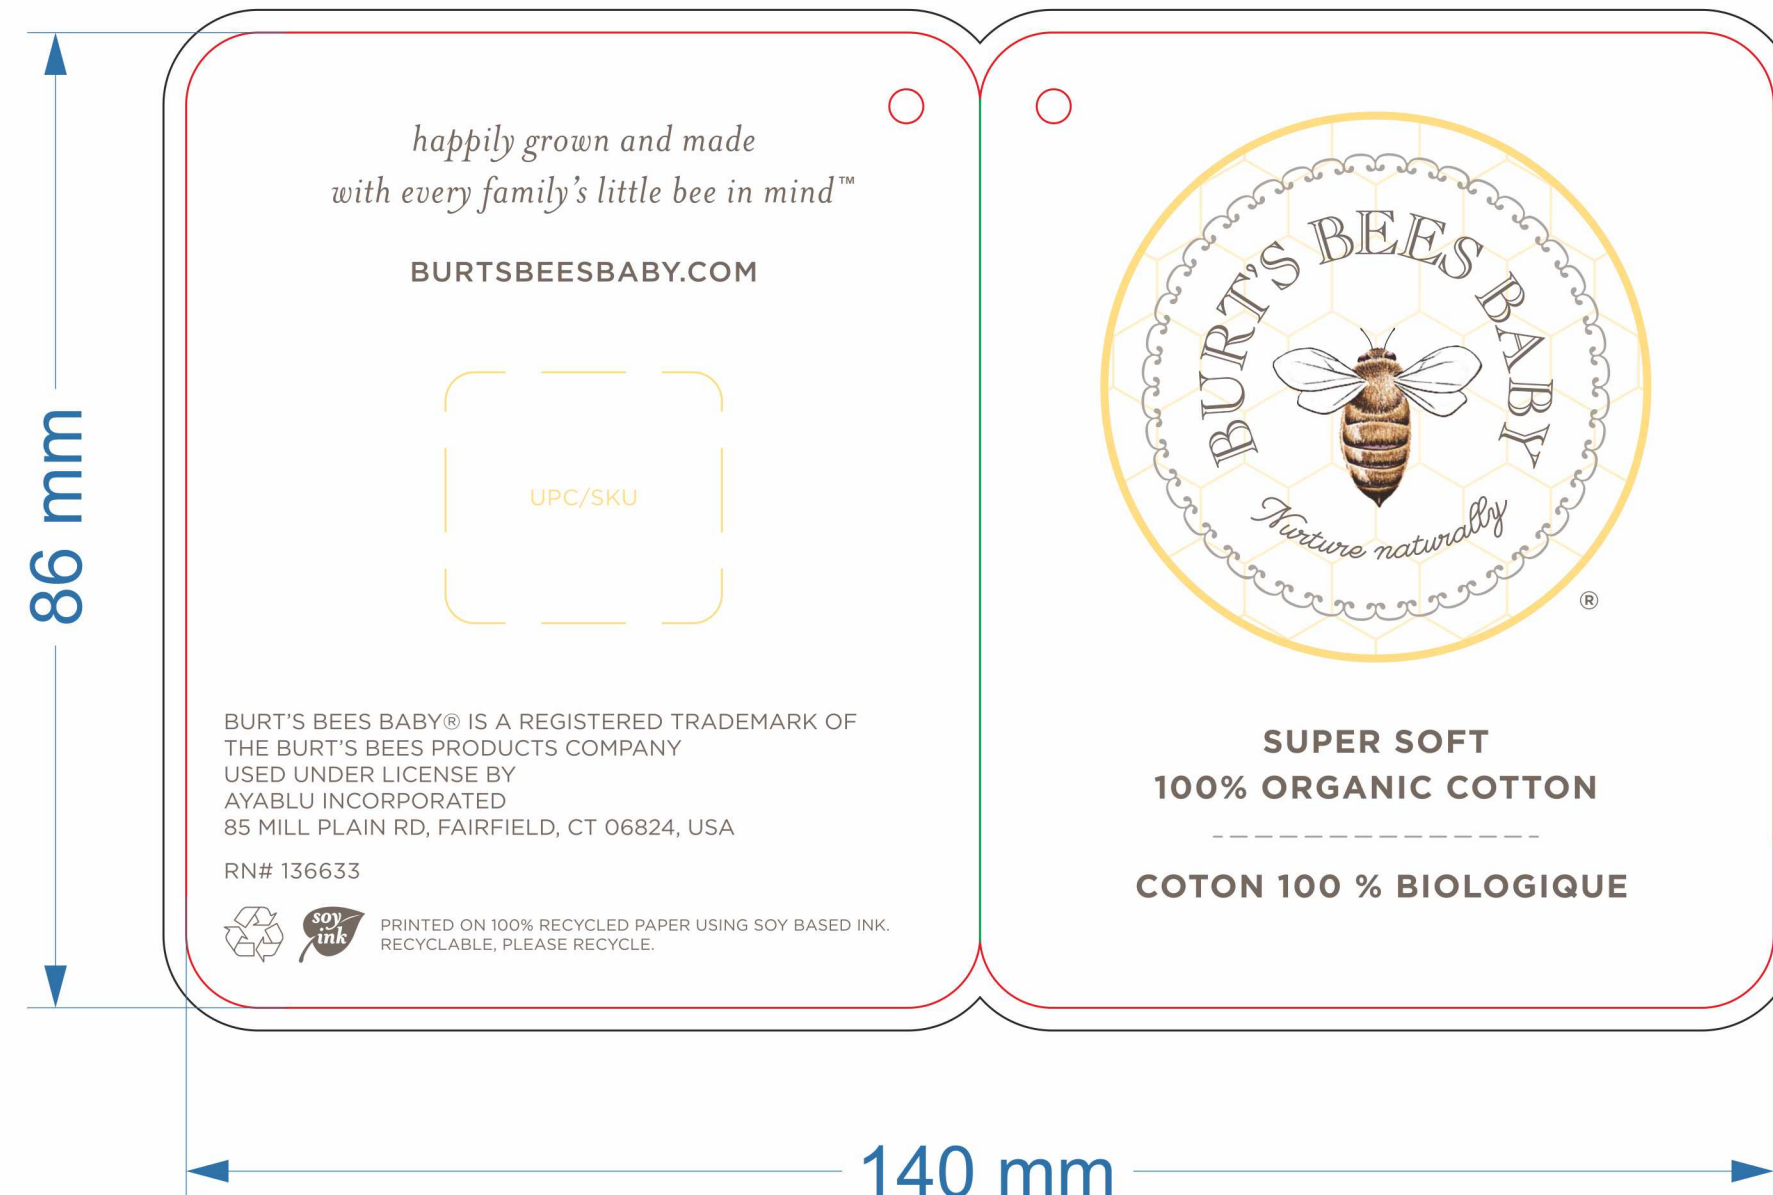 86 mm
happily grown and made
with every family's little bee in mind™
BURTSBEESBABY.COM
UPC/SKU
BURT'S BEES BABY® IS A REGISTERED TRADEMARK OF
THE BURT'S BEES PRODUCTS COMPANY
USED UNDER LICENSE BY
AYABLU INCORPORATED
85 MILL PLAIN RD, FAIRFIELD, CT 06824, USA
RN# 136633
soy
ink
PRINTED ON 100% RECYCLED PAPER USING SOY BASED INK.
RECYCLABLE, PLEASE RECYCLE.
BURT'S BEES BABY
Nurture naturally
®
SUPER SOFT
100% ORGANIC COTTON
COTON 100 % BIOLOGIQUE
140 mm